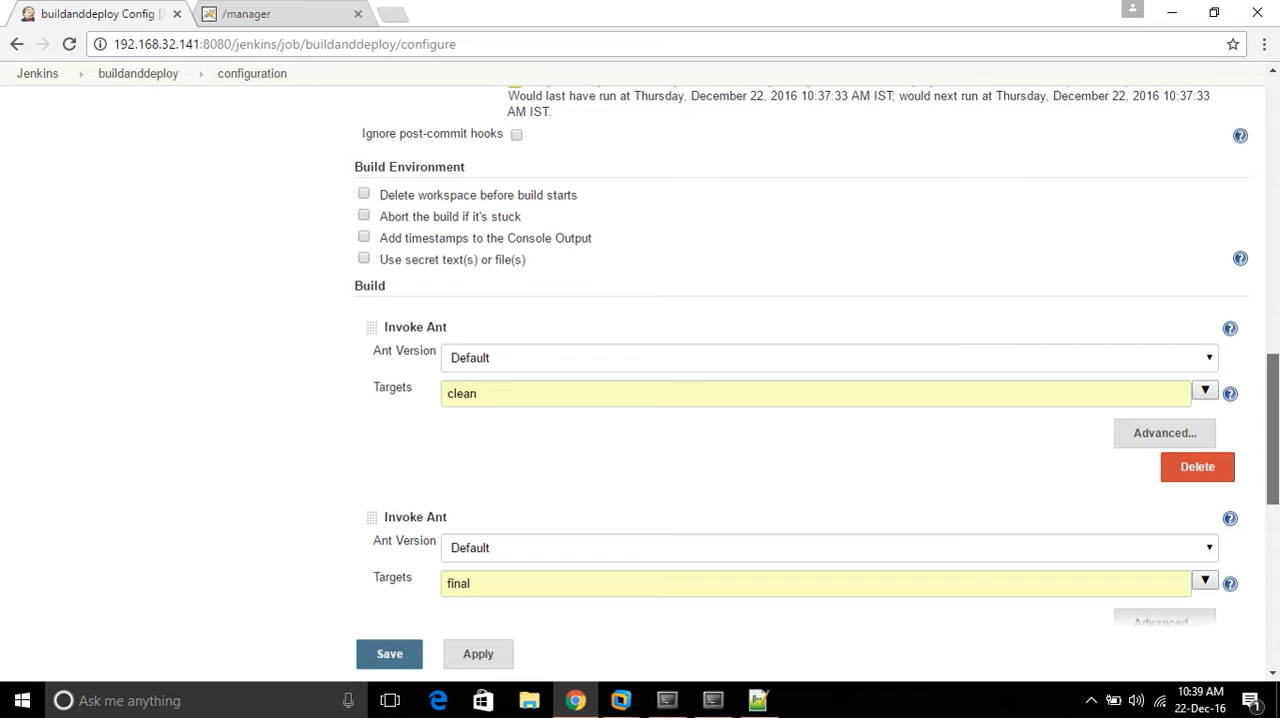 buildanddeploy Config [
/manager
192.168.32.141:8080/jenkins/job/buildanddeploy/configure
Jenkins buildanddeploy configuration
Would last have run at Thursday, December 22, 2016 10:37:33 AM IST; would next run at Thursday, December 22, 2016 10:37:33
AM IST.
Ignore post-commit hooks
Build Environment
Delete workspace before build starts
Abort the build if it's stuck
Add timestamps to the Console Output
Use secret text(s) or file(s)
Build
Invoke Ant
Ant Version Default
Targets clean
Advanced...
Delete
Invoke Ant
Ant Version Default
Targets final
Advanced...
Save Apply
Ask me anything
10:39 AM
22-Dec-16
1